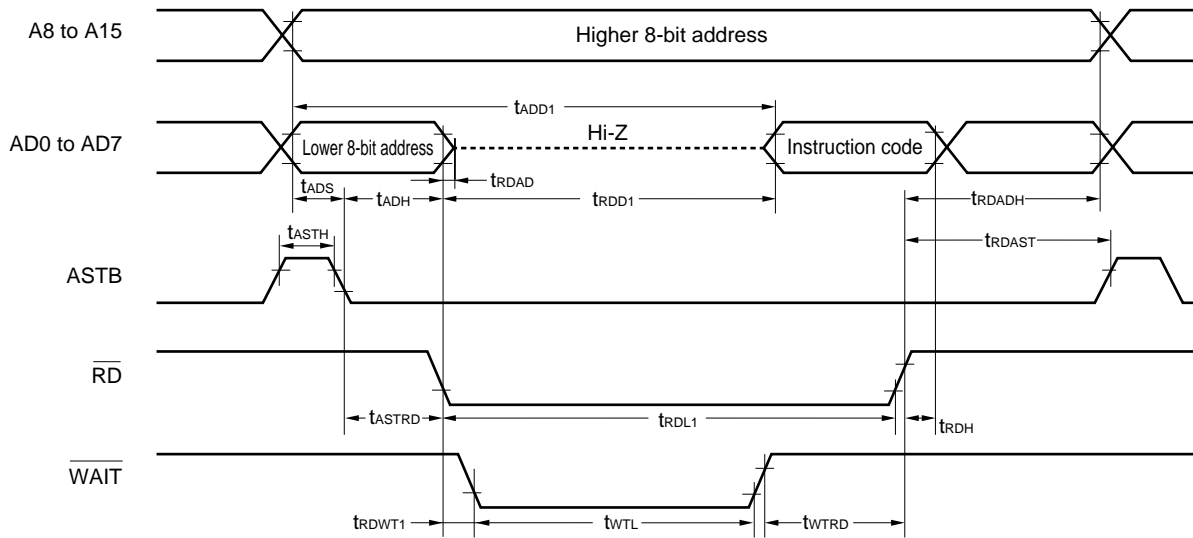 A8 to A15
Higher 8-bit address
tADD1
AD0 to AD7
Lower 8-bit address
Hi-Z
Instruction code
tRDAD
tADS
tADH
tRDD1
tRDADH
tASTH
tRDAST
ASTB
RD
tASTRD
tRDL1
tRDH
WAIT
tRDWT1
tWTL
tWTRD